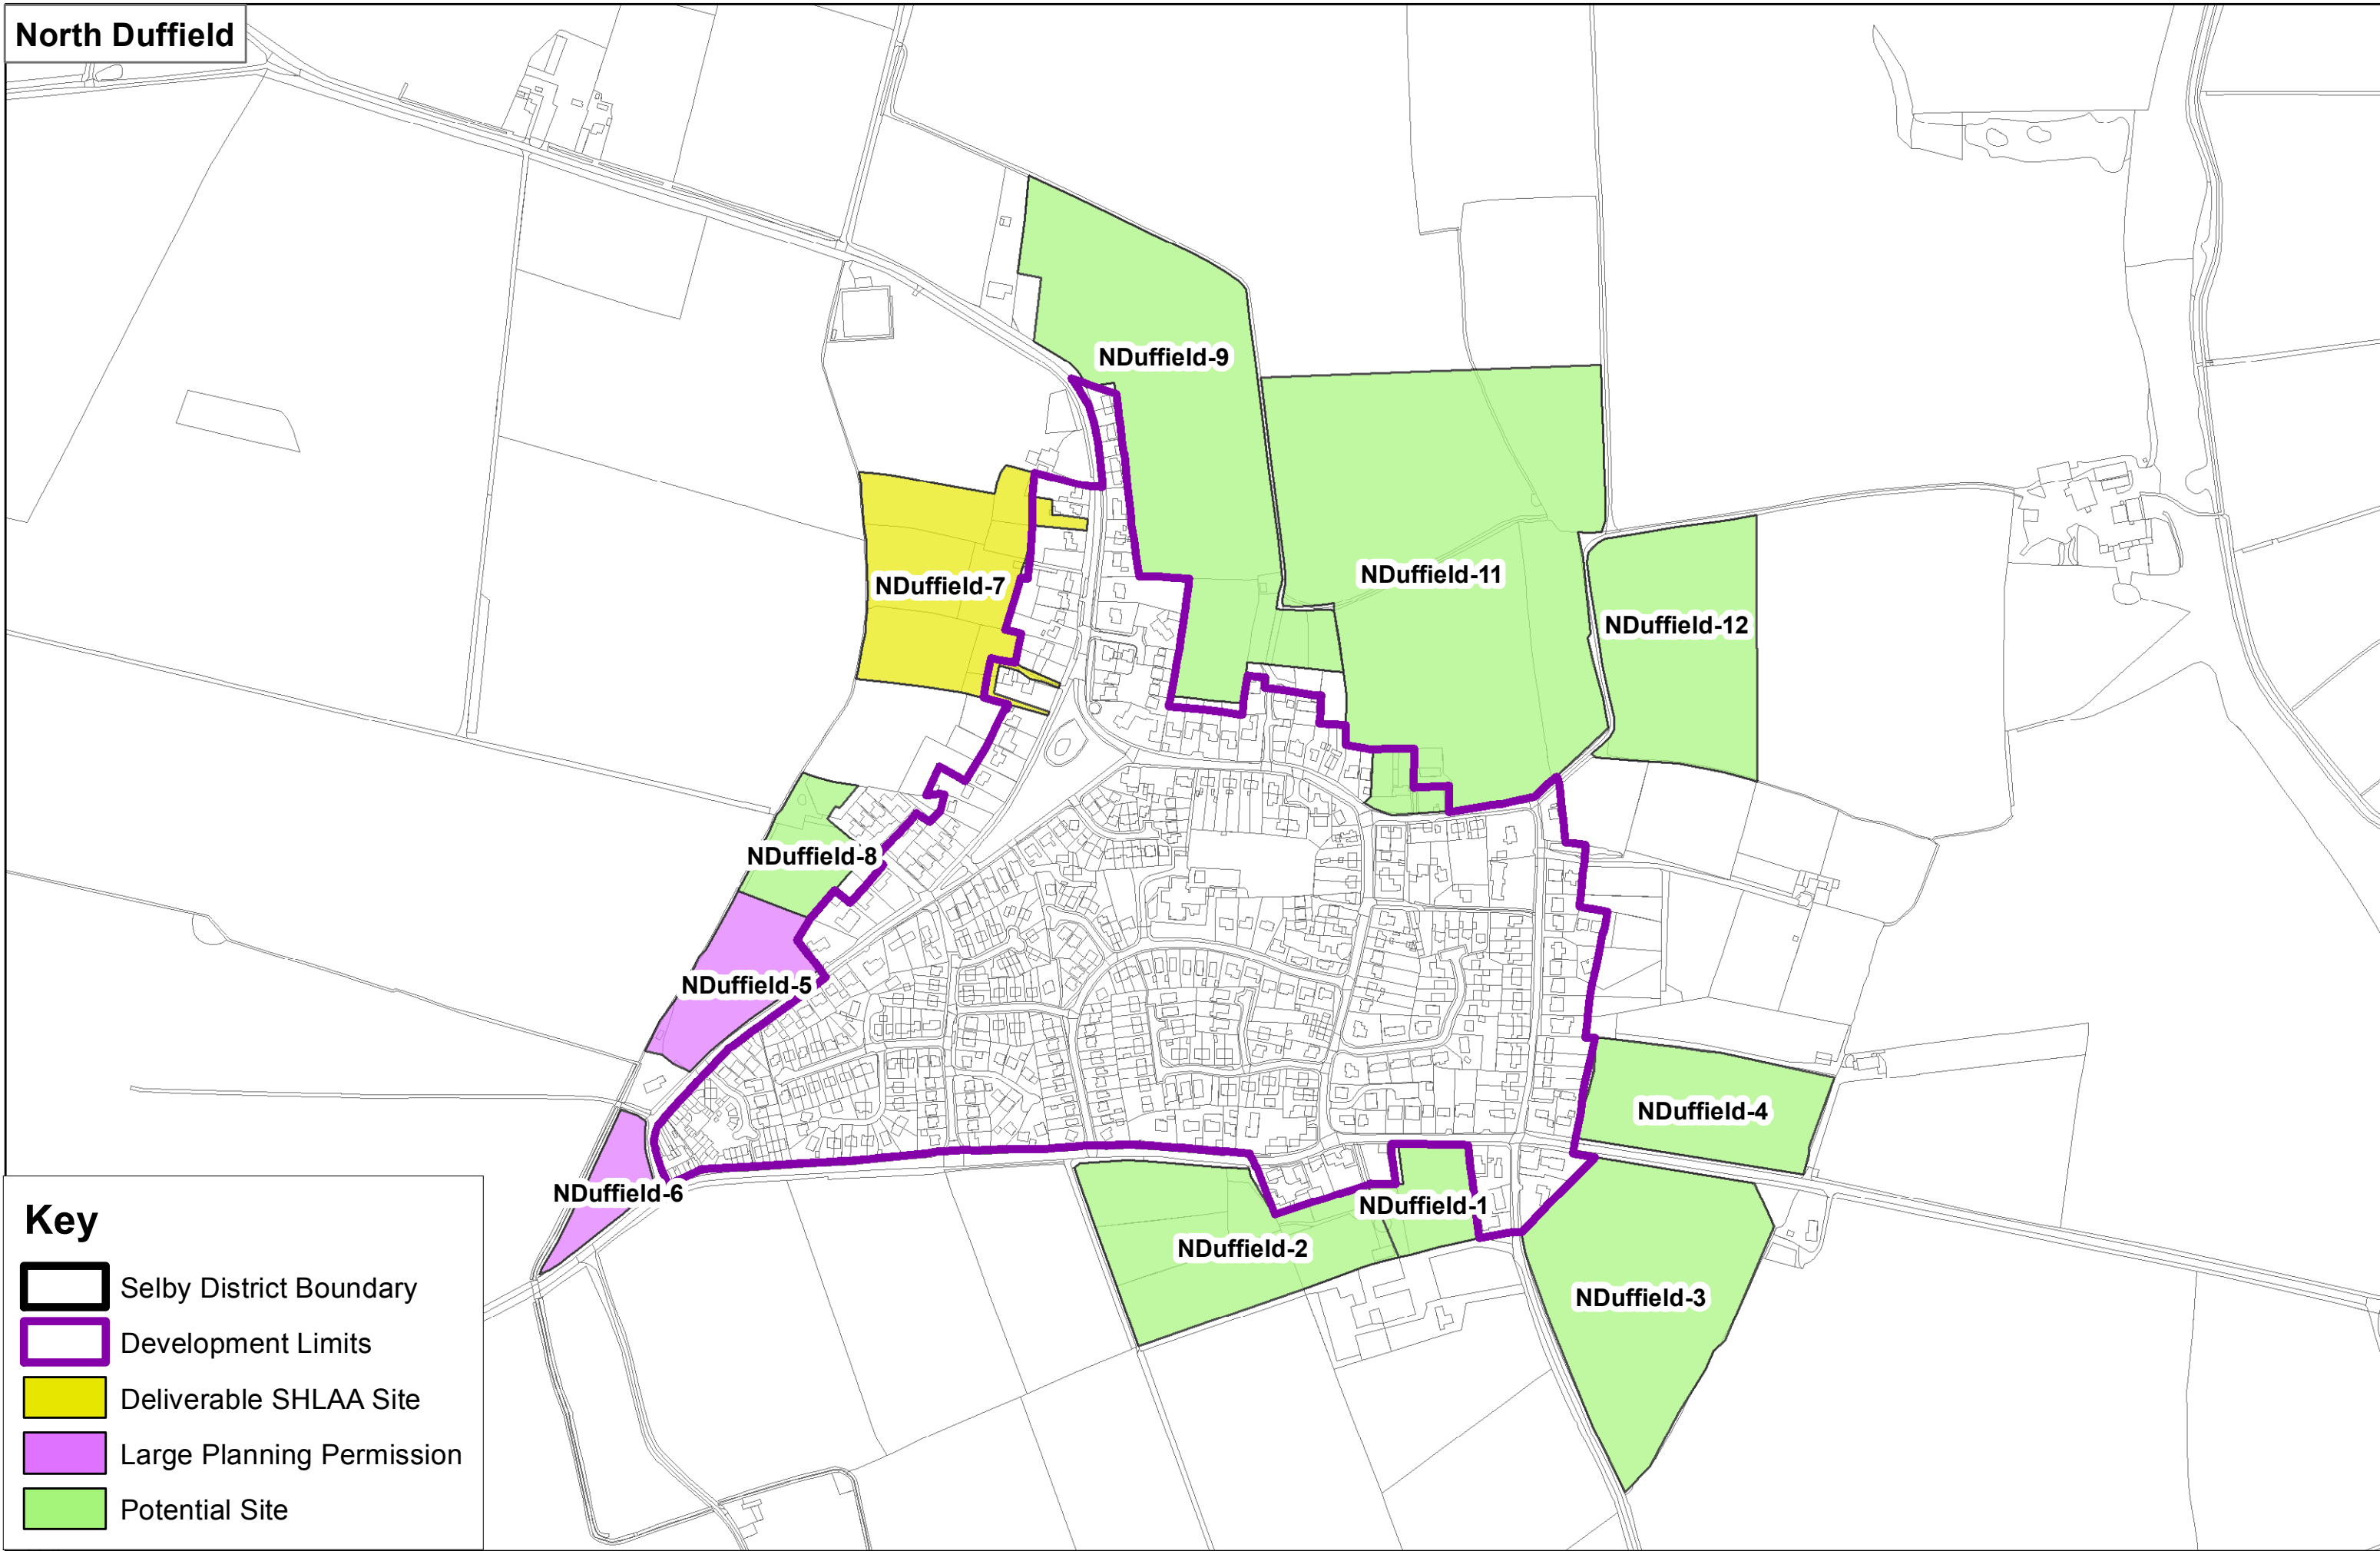 North Duffield
NDuffield-9
NDuffield-11
NDuffield-7
NDuffield-12
NDuffield-8
NDuffield-5
NDuffield-4
NDuffield-6
NDuffield-1
NDuffield-2
NDuffield-3
Key
Selby District Boundary
Development Limits
Deliverable SHLAA Site
Large Planning Permission
Potential Site